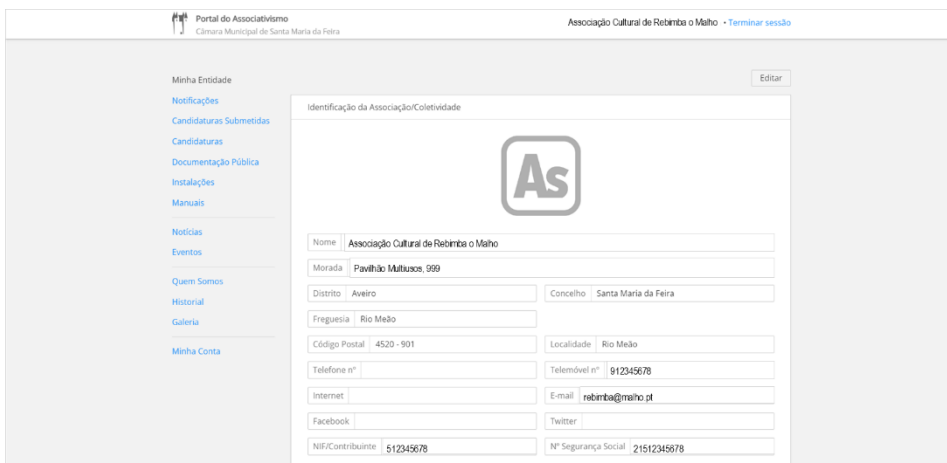 Portal do Associativismo
Câmara Municipal de Santa Maria da Feira
Associação Cultural de Rebimba o Malho • Terminar sessão
Minha Entidade
Editar
Notificações
Candidaturas Submetidas
Candidaturas
Documentação Pública
Instalações
Manuais
Notícias
Eventos
Quem Somos
Historial
Galeria
Minha Conta
Identificação da Associação/Coletividade
As
Nome Associação Cultural de Rebimba o Malho
Morada Pavilhão Multiusos, 999
Distrito Aveiro
Concelho Santa Maria da Feira
Freguesia Rio Meão
Código Postal 4520 - 901
Localidade Rio Meão
Telefone nº
Telemóvel nº 912345678
Internet
E-mail rebimba@malho.pt
Facebook
Twitter
NIF/Contribuinte 512345678
Nº Segurança Social 21512345678